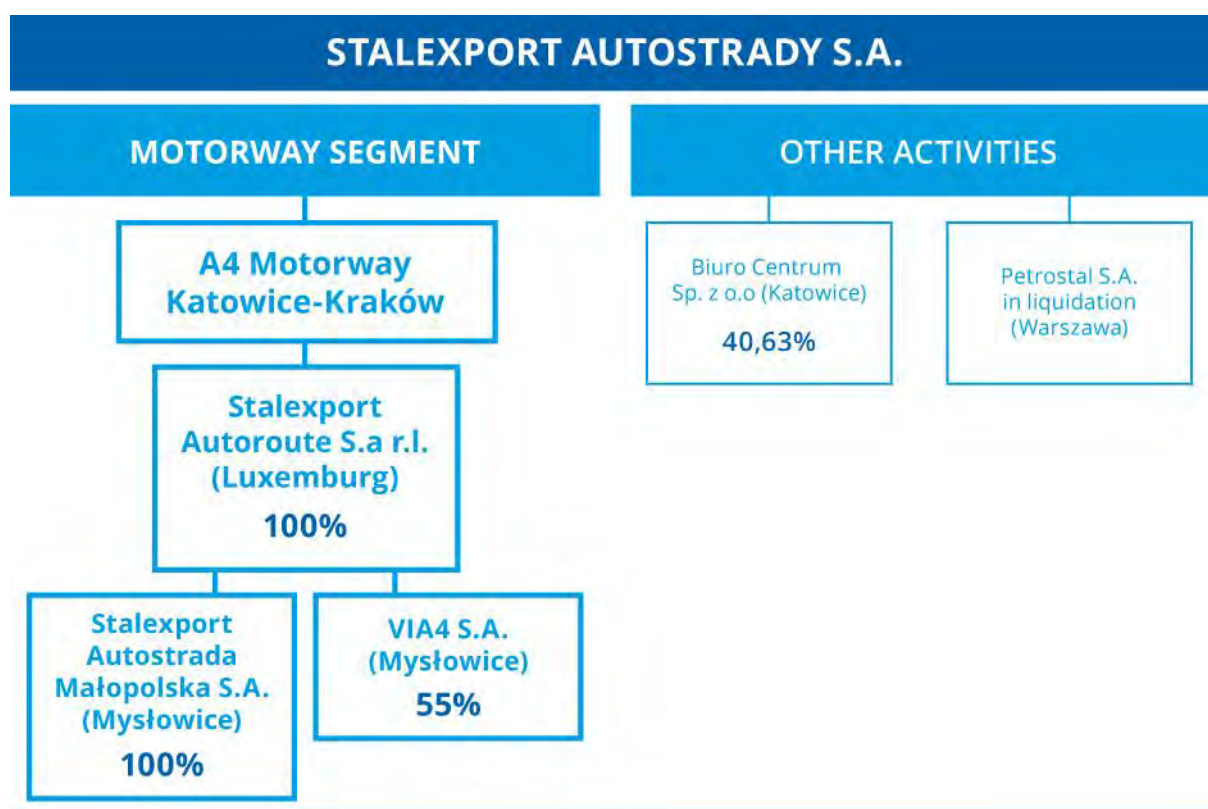 STALEXPORT AUTOSTRADY S.A.
MOTORWAY SEGMENT
A4 Motorway
Katowice-Kraków
Stalexport
Autoroute S.a r.l.
(Luxemburg)
100%
Stalexport
Autostrada
Małopolska S.A.
(Mysłowice)
100%
VIA4 S.A.
(Mysłowice)
55%
OTHER ACTIVITIES
Biuro Centrum
Sp. z o.o (Katowice)
40,63%
Petrostal S.A.
in liquidation
(Warszawa)